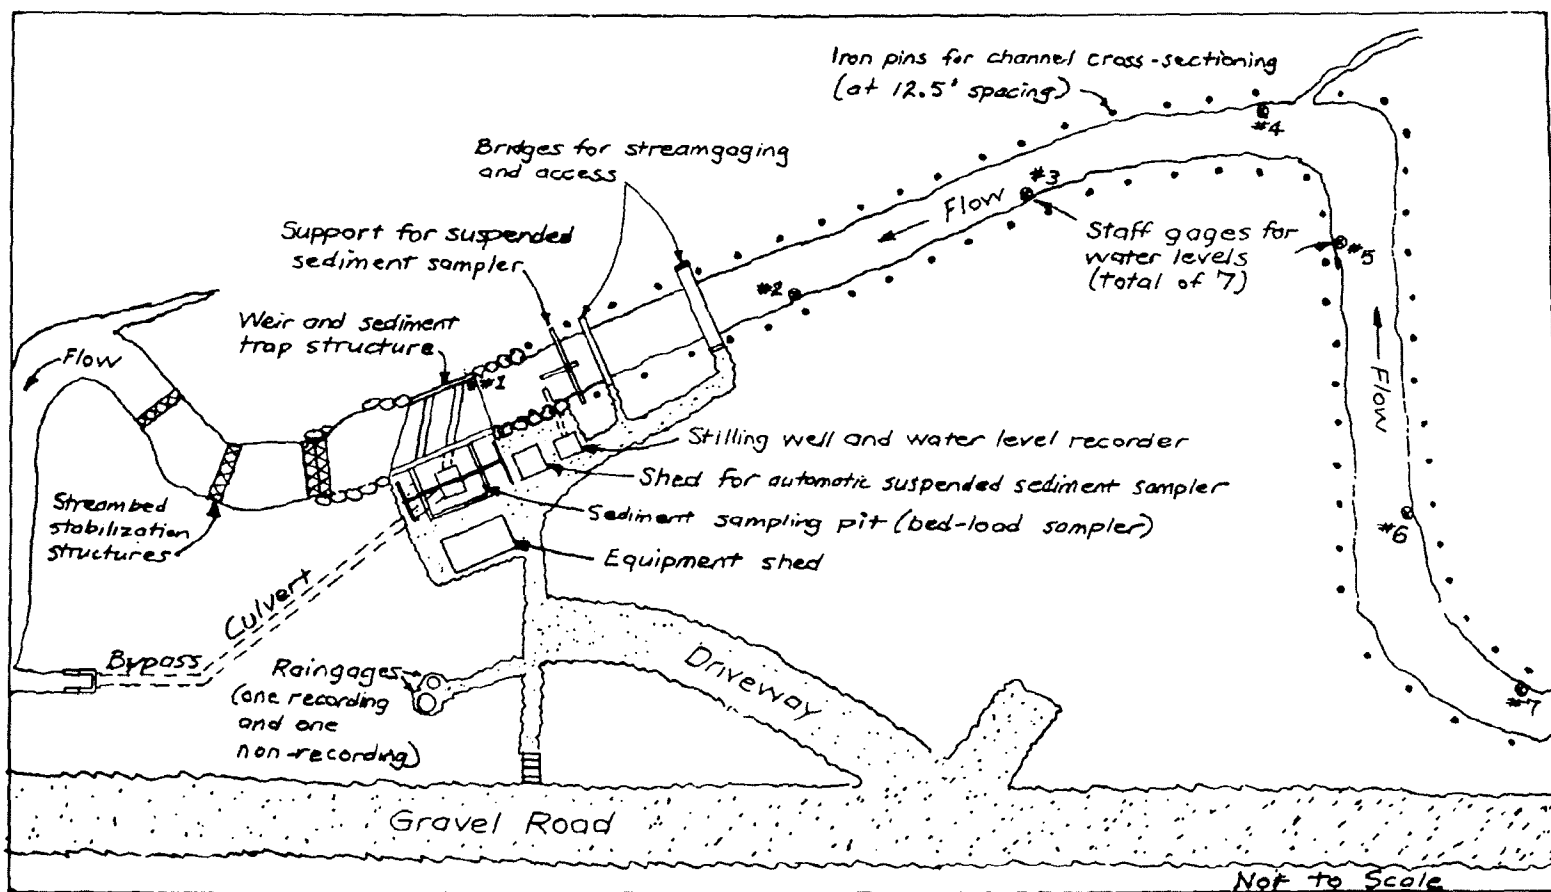 Iron pins for channel cross-sectioning
(at 12.5' spacing)
#4
Bridges for streamgaging
and access
#3
Flow
Support for suspended
sediment sampler
Staff gages for
water levels
(total of 7)
#5
#2
Weir and sediment
trap structure
#1
Flow
Flow
Stilling well and water level recorder
Shed for automatic suspended sediment sampler
Sediment sampling pit (bed-load sampler)
Equipment shed
#6
Streambed
stabilization
structures
Culvert
Bypass
Raingages
(one recording
and one
non-recording)
Driveway
#7
Gravel Road
Not to Scale